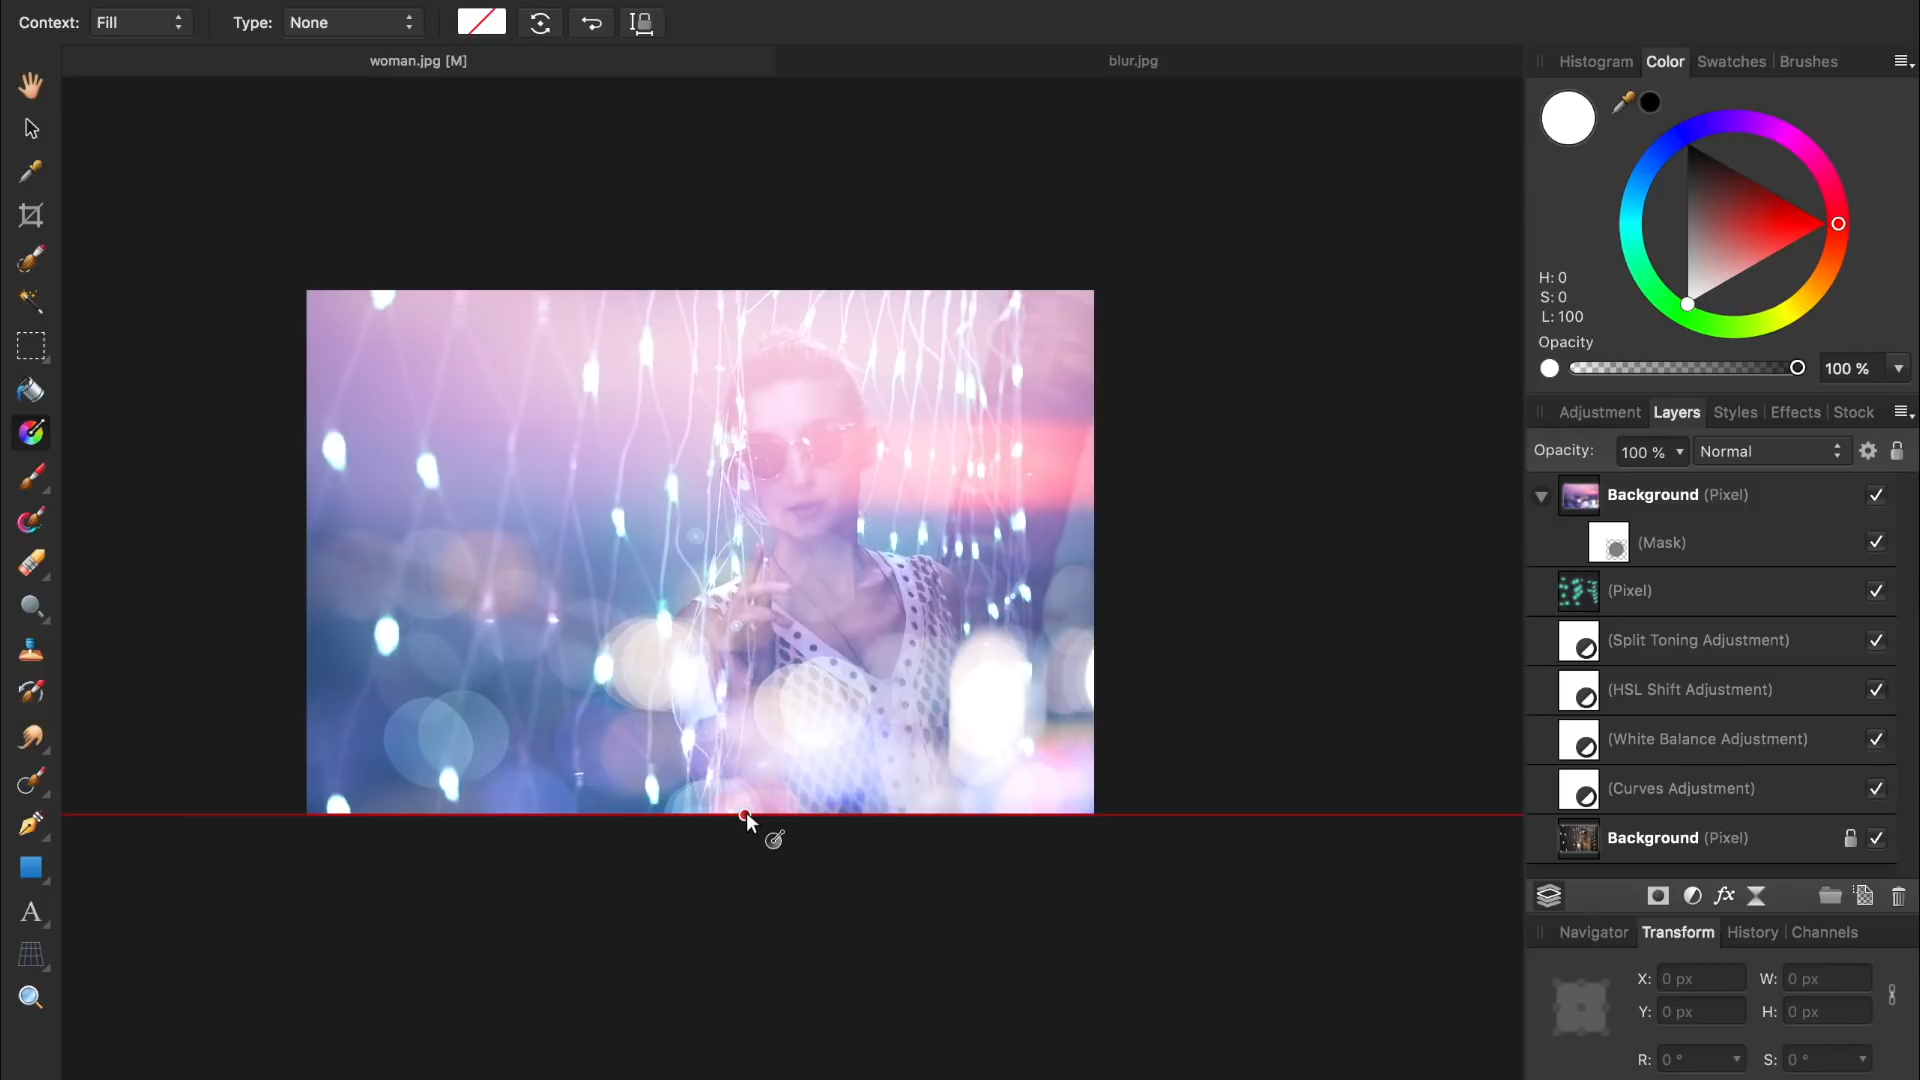 Context: Fill Type: None
woman.jpg [M] blur.jpg
Histogram Color Swatches Brushes
H: 0
S: 0
L: 100
Opacity
100 %
Adjustment Layers Styles Effects Stock
Opacity: 100 % Normal
Background (Pixel)
(Mask)
(Pixel)
(Split Toning Adjustment)
(HSL Shift Adjustment)
(White Balance Adjustment)
(Curves Adjustment)
Background (Pixel)
fx
A
Navigator Transform History Channels
X: 0 px W: 0 px
Y: 0 px H: 0 px
R: 0 ° S: 0 °